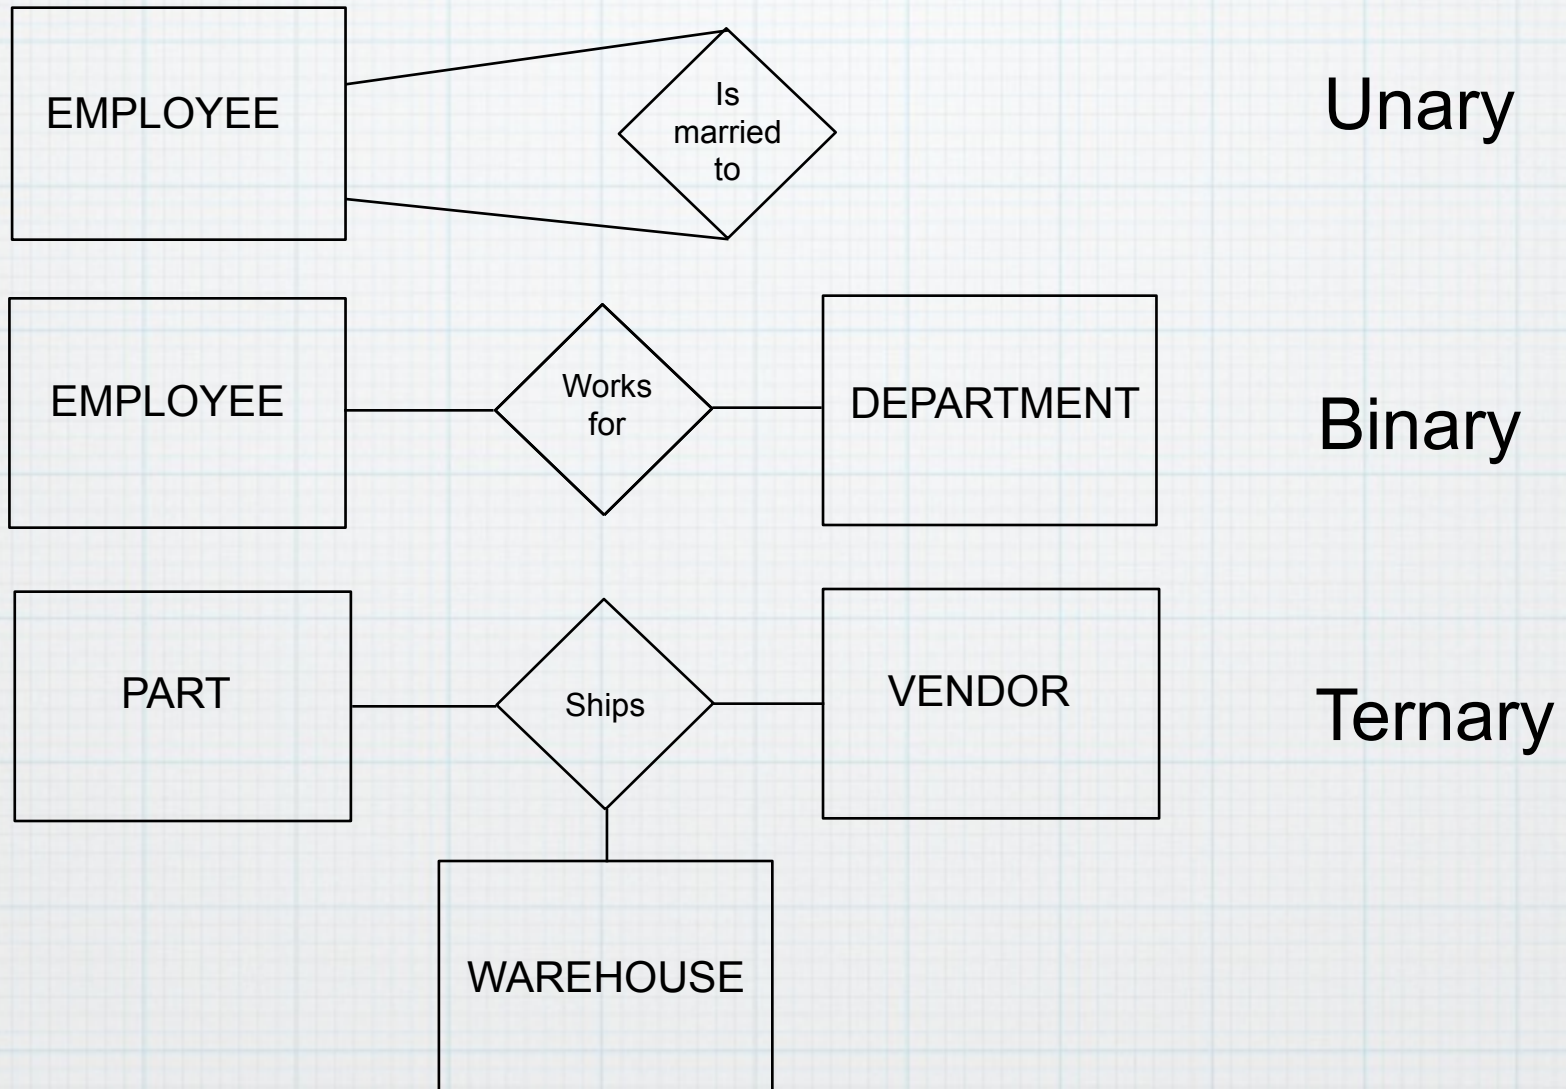 EMPLOYEE
Is
married
to
Unary
EMPLOYEE
Works
for
DEPARTMENT
Binary
PART
Ships
VENDOR
Ternary
WAREHOUSE